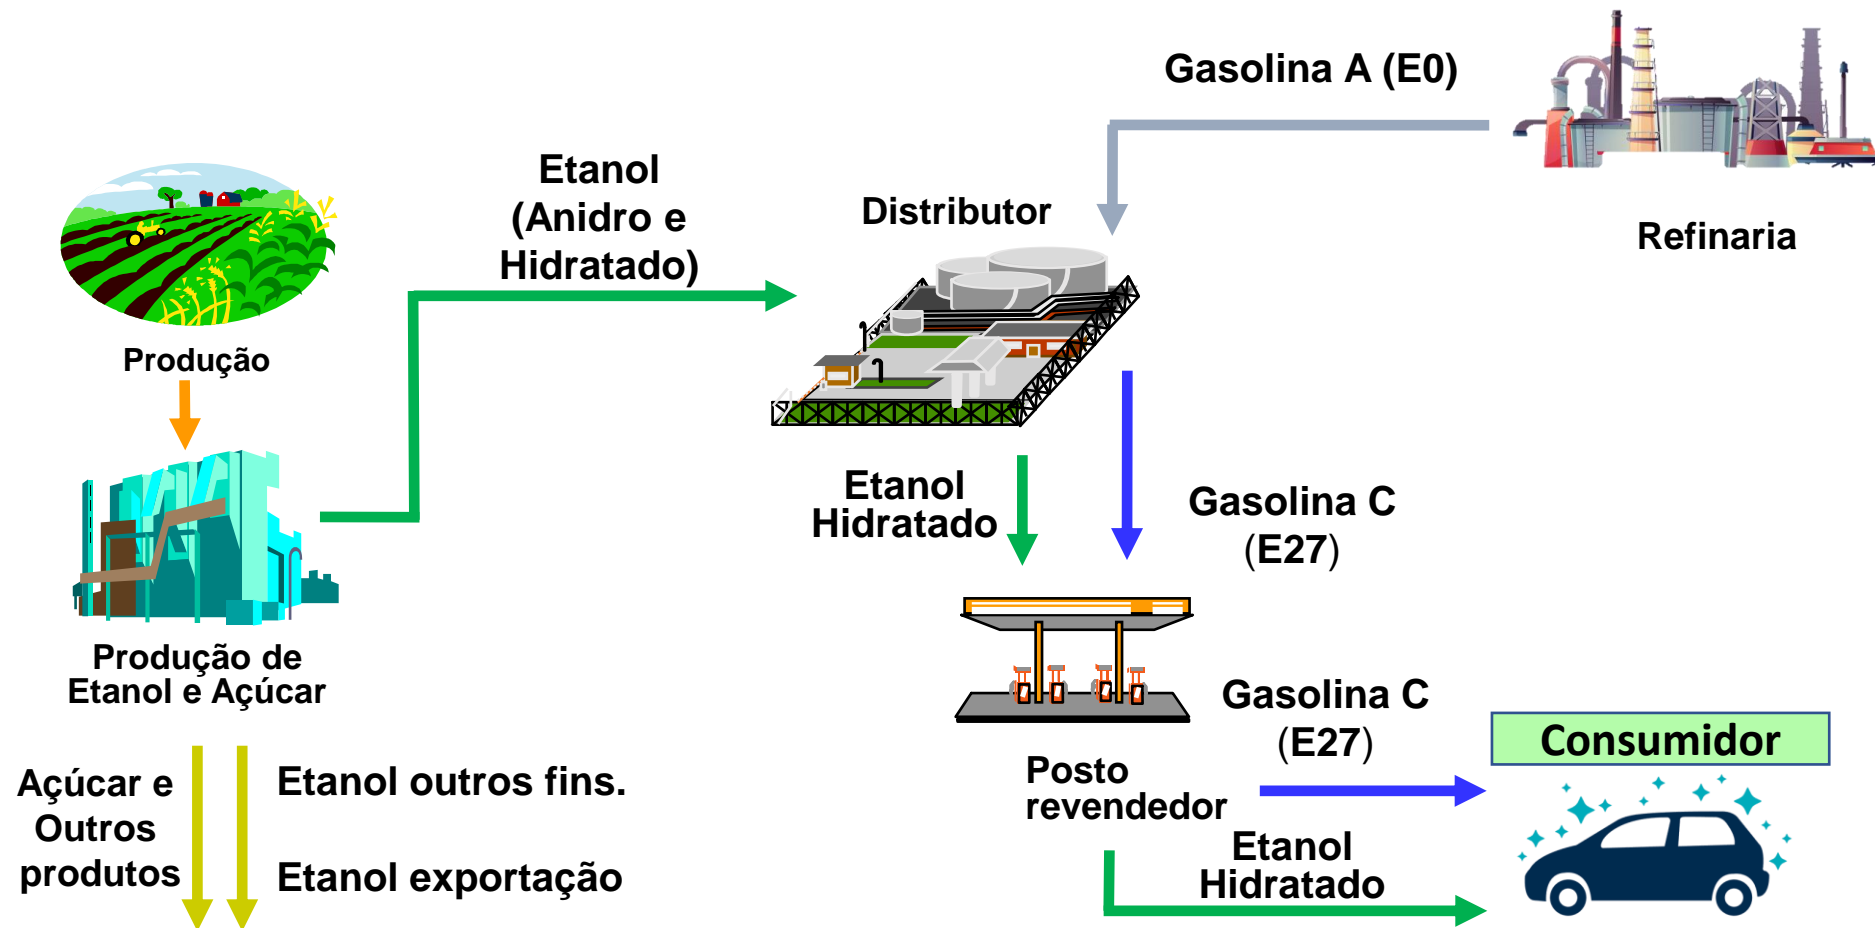 Gasolina A (E0)
Refinaria
Etanol
(Anidro e
Hidratado)
Distributor
Produção
Etanol
Hidratado
Gasolina C
(E27)
Produção de
Etanol e Açúcar
Açúcar e
Outros
produtos
Etanol outros fins.
Etanol exportação
Posto
revendedor
Gasolina C
(E27)
Etanol
Hidratado
Consumidor